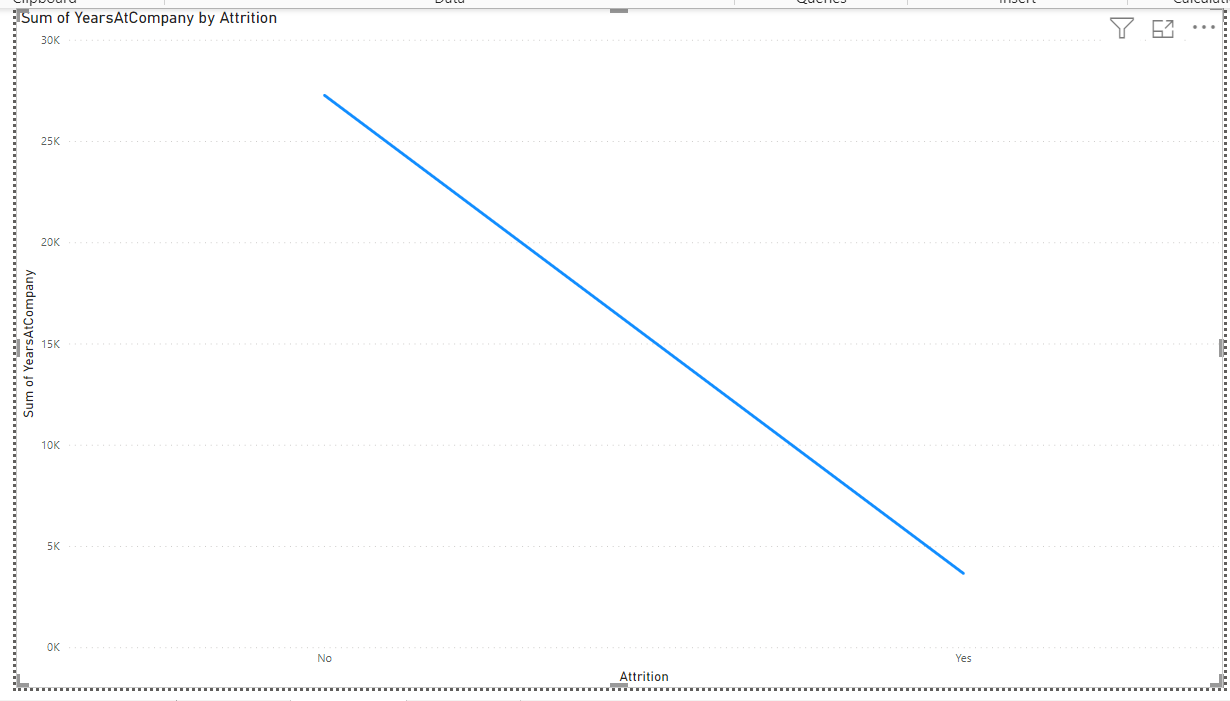 Clipboard Data Queries Insert
Sum of YearsAtCompany by Attrition
30K
25K
20K
15K
10K
5K
0K
Sum of YearsAtCompany
No Yes
Attrition